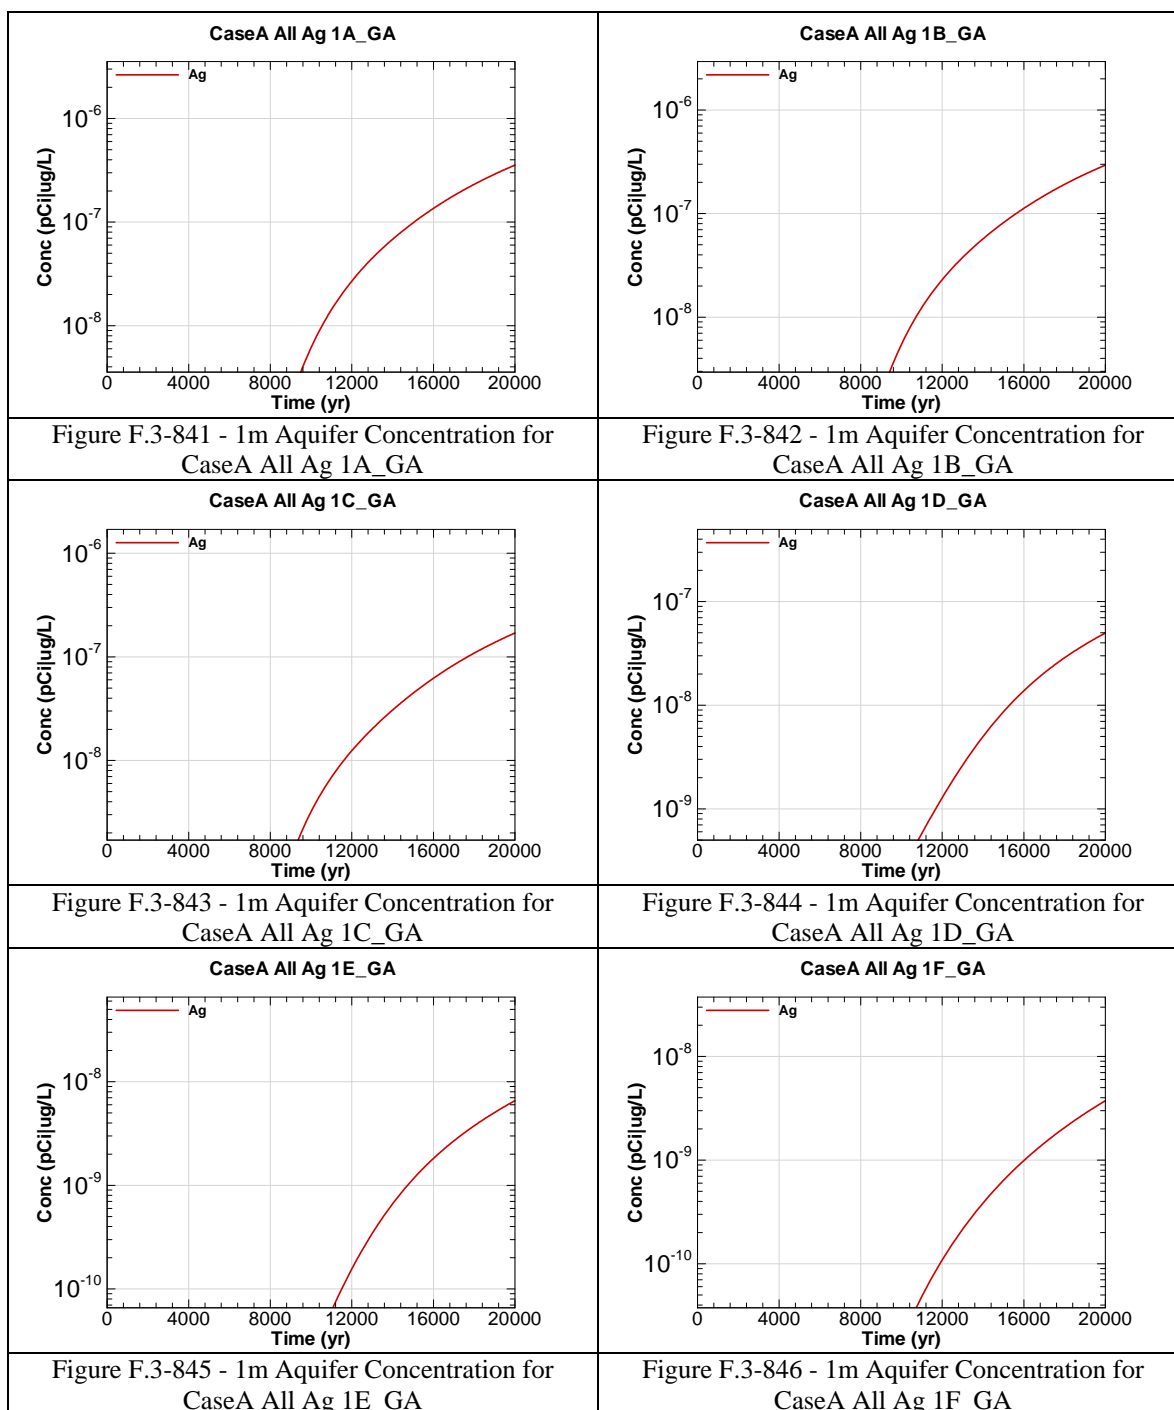 CaseA All Ag 1A_GA
Ag
10-6
10-7
10-8
Conc (pCi|ug/L)
0 4000 8000 12000 16000 20000
Time (yr)
Figure F.3-841 - 1m Aquifer Concentration for
CaseA All Ag 1A_GA
CaseA All Ag 1B_GA
Ag
10-6
10-7
10-8
Conc (pCi|ug/L)
0 4000 8000 12000 16000 20000
Time (yr)
Figure F.3-842 - 1m Aquifer Concentration for
CaseA All Ag 1B_GA
CaseA All Ag 1C_GA
Ag
10-6
10-7
10-8
Conc (pCi|ug/L)
0 4000 8000 12000 16000 20000
Time (yr)
Figure F.3-843 - 1m Aquifer Concentration for
CaseA All Ag 1C_GA
CaseA All Ag 1D_GA
Ag
10-7
10-8
10-9
Conc (pCi|ug/L)
0 4000 8000 12000 16000 20000
Time (yr)
Figure F.3-844 - 1m Aquifer Concentration for
CaseA All Ag 1D_GA
CaseA All Ag 1E_GA
Ag
10-8
10-9
10-10
Conc (pCi|ug/L)
0 4000 8000 12000 16000 20000
Time (yr)
Figure F.3-845 - 1m Aquifer Concentration for
CaseA All Ag 1E_GA
CaseA All Ag 1F_GA
Ag
10-8
10-9
10-10
Conc (pCi|ug/L)
0 4000 8000 12000 16000 20000
Time (yr)
Figure F.3-846 - 1m Aquifer Concentration for
CaseA All Ag 1F_GA